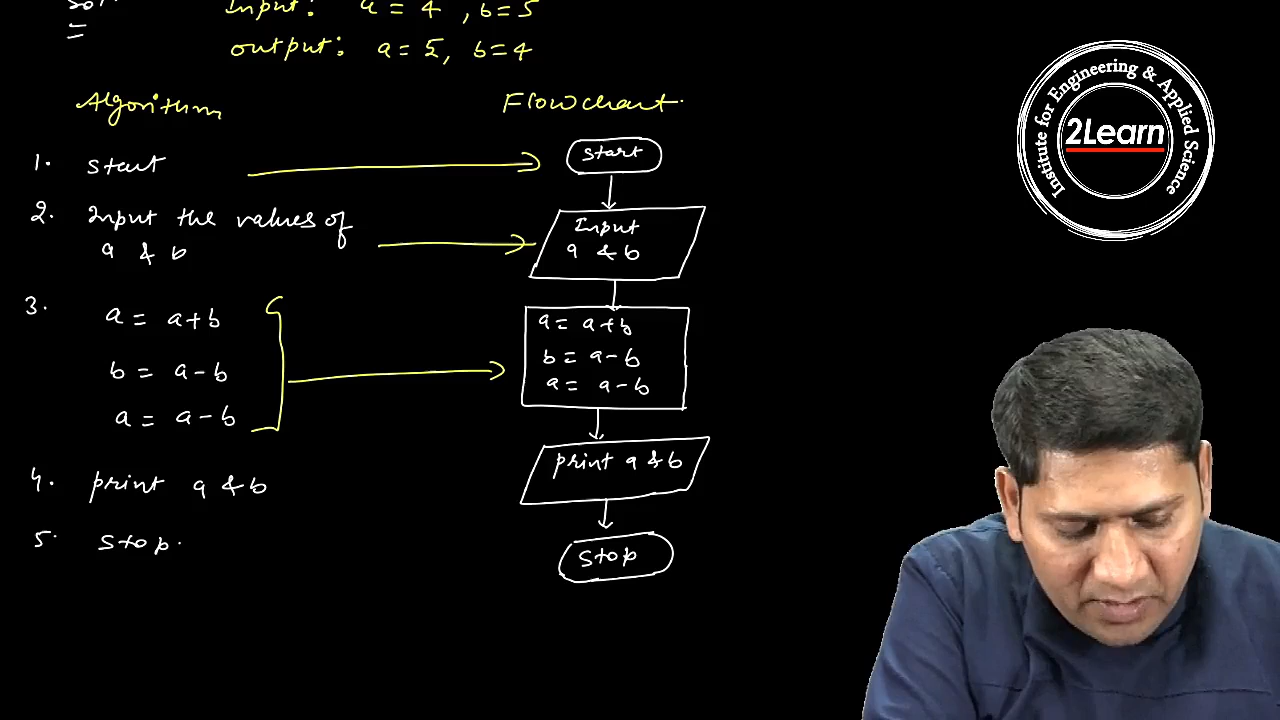 Soln
Input: a = 4, b = 5
output: a = 5, b = 4
Algorithm
Flowchart.
1. Start
2. Input the values of
a & b
3. a = a+b
b = a-b
a = a-b
4. print a & b
5. Stop.
Start
Input
a & b
a = a+b
b = a-b
a = a-b
print a & b
Stop
Institute for Engineering & Applied Science
2Learn